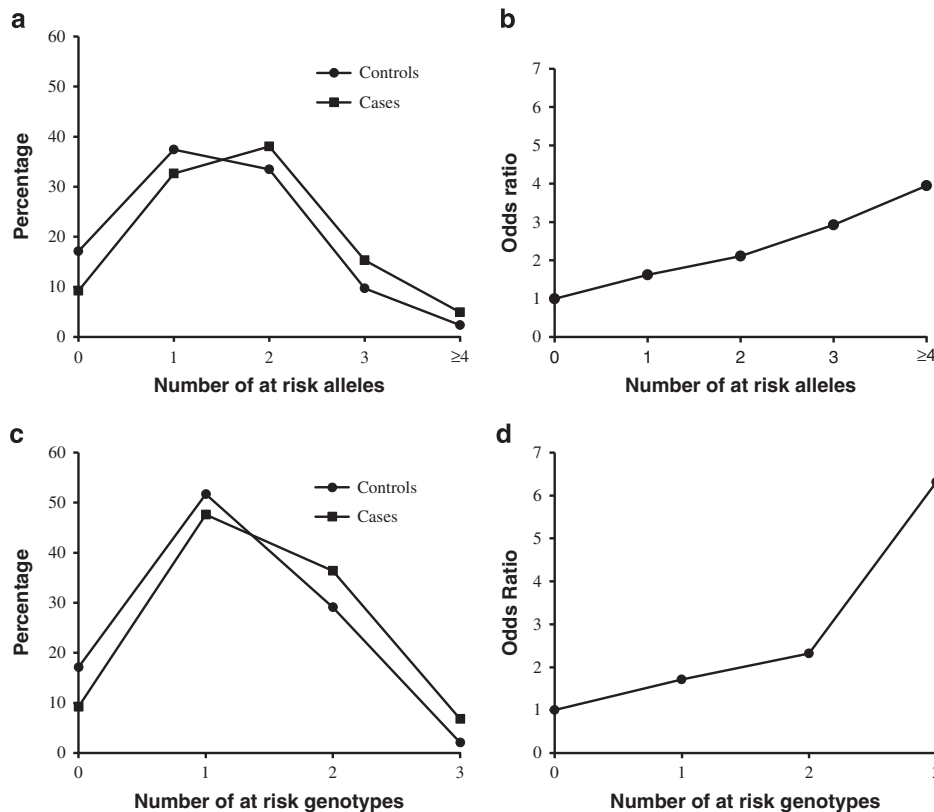 a
60
50
40
30
20
10
0
Percentage
Controls
Cases
0 1 2 3 ≥4
Number of at risk alleles
b
7
6
5
4
3
2
1
0
Odds ratio
0 1 2 3 ≥4
Number of at risk alleles
c
60
50
40
30
20
10
0
Percentage
Controls
Cases
0 1 2 3
Number of at risk genotypes
d
7
6
5
4
3
2
1
0
Odds Ratio
0 1 2
Number of at risk genotypes